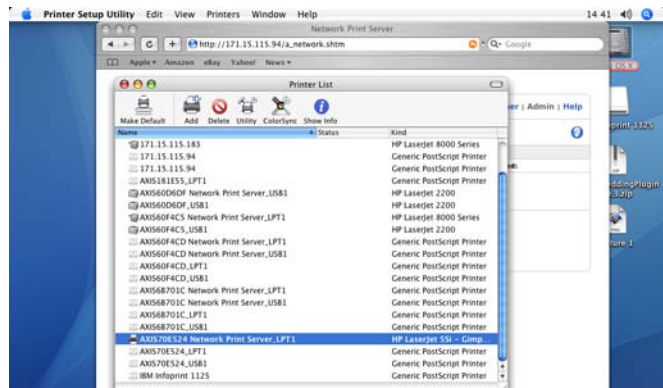 Printer Setup Utility Edit View Printers Window Help 14 41
Network Print Server
http://171.15.115.94/a_network.shtm Google
Apple Amazon eBay Yahoo! News
Printer List
Make Default Add Delete Utility ColorSync Show Info
Name Status Kind
171.15.115.183 HP LaserJet 8000 Series
171.15.115.94 Generic PostScript Printer
171.15.115.94 Generic PostScript Printer
AXIS181E55_LPT1 Generic PostScript Printer
AXIS60D6DF Network Print Server_USB1 HP LaserJet 2200
AXIS60D6DF_USB1 HP LaserJet 2200
AXIS60F4C5 Network Print Server_LPT1 HP LaserJet 8000 Series
AXIS60F4C5_USB1 HP LaserJet 2200
AXIS60F4CD Network Print Server_LPT1 Generic PostScript Printer
AXIS60F4CD Network Print Server_USB1 Generic PostScript Printer
AXIS60F4CD_LPT1 Generic PostScript Printer
AXIS60F4CD_USB1 Generic PostScript Printer
AXIS6B701C Network Print Server_LPT1 Generic PostScript Printer
AXIS6B701C Network Print Server_USB1 Generic PostScript Printer
AXIS6B701C_LPT1 Generic PostScript Printer
AXIS6B701C_USB1 Generic PostScript Printer
AXIS70E524 Network Print Server_LPT1 HP LaserJet 5Si - Gimp...
AXIS70E524_LPT1 Generic PostScript Printer
AXIS70E524_USB1 Generic PostScript Printer
IBM Infoprint 1125 Generic PostScript Printer
Admin | Help
OS X